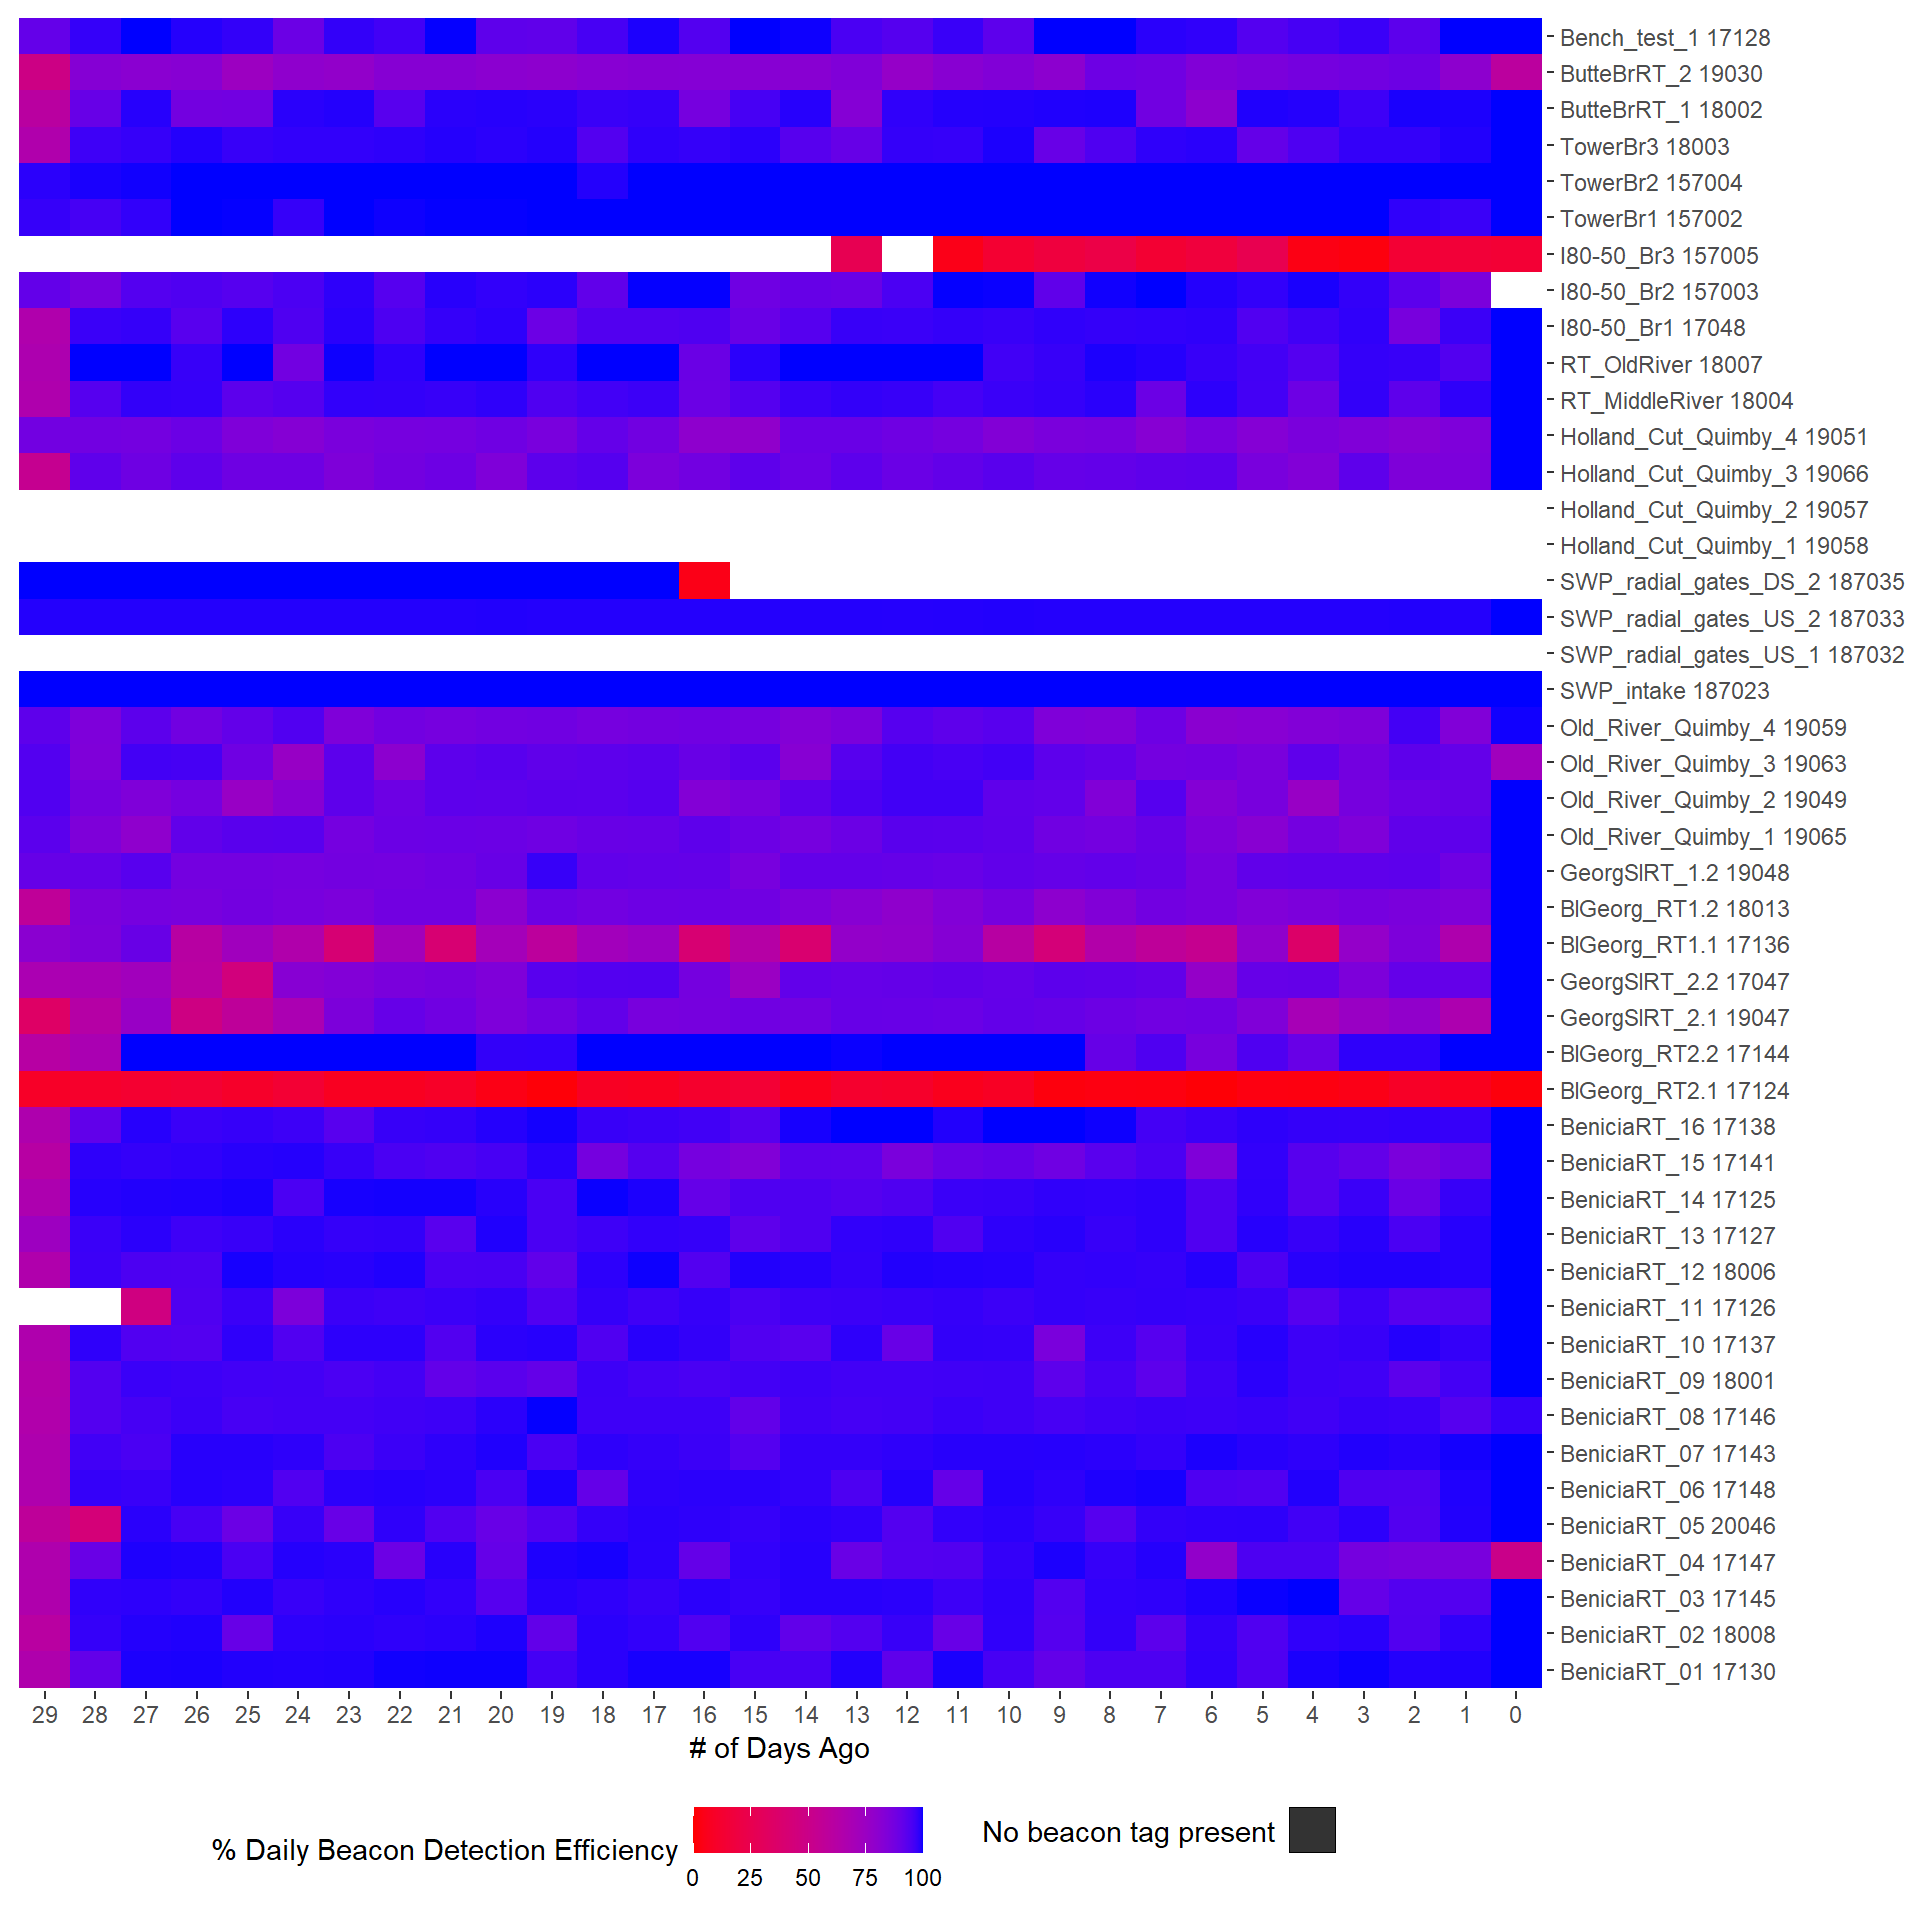 Bench_test_1 17128
ButteBrRT_2 19030
ButteBrRT_1 18002
TowerBr3 18003
TowerBr2 157004
TowerBr1 157002
I80-50_Br3 157005
I80-50_Br2 157003
I80-50_Br1 17048
RT_OldRiver 18007
RT_MiddleRiver 18004
Holland_Cut_Quimby_4 19051
Holland_Cut_Quimby_3 19066
Holland_Cut_Quimby_2 19057
Holland_Cut_Quimby_1 19058
SWP_radial_gates_DS_2 187035
SWP_radial_gates_US_2 187033
SWP_radial_gates_US_1 187032
SWP_intake 187023
Old_River_Quimby_4 19059
Old_River_Quimby_3 19063
Old_River_Quimby_2 19049
Old_River_Quimby_1 19065
GeorgSlRT_1.2 19048
BlGeorg_RT1.2 18013
BlGeorg_RT1.1 17136
GeorgSlRT_2.2 17047
GeorgSlRT_2.1 19047
BlGeorg_RT2.2 17144
BlGeorg_RT2.1 17124
BeniciaRT_16 17138
BeniciaRT_15 17141
BeniciaRT_14 17125
BeniciaRT_13 17127
BeniciaRT_12 18006
BeniciaRT_11 17126
BeniciaRT_10 17137
BeniciaRT_09 18001
BeniciaRT_08 17146
BeniciaRT_07 17143
BeniciaRT_06 17148
BeniciaRT_05 20046
BeniciaRT_04 17147
BeniciaRT_03 17145
BeniciaRT_02 18008
BeniciaRT_01 17130
29 28 27 26 25 24 23 22 21 20 19 18 17 16 15 14 13 12 11 10 9 8 7 6 5 4 3 2 1 0
# of Days Ago
% Daily Beacon Detection Efficiency
0 25 50 75 100
No beacon tag present